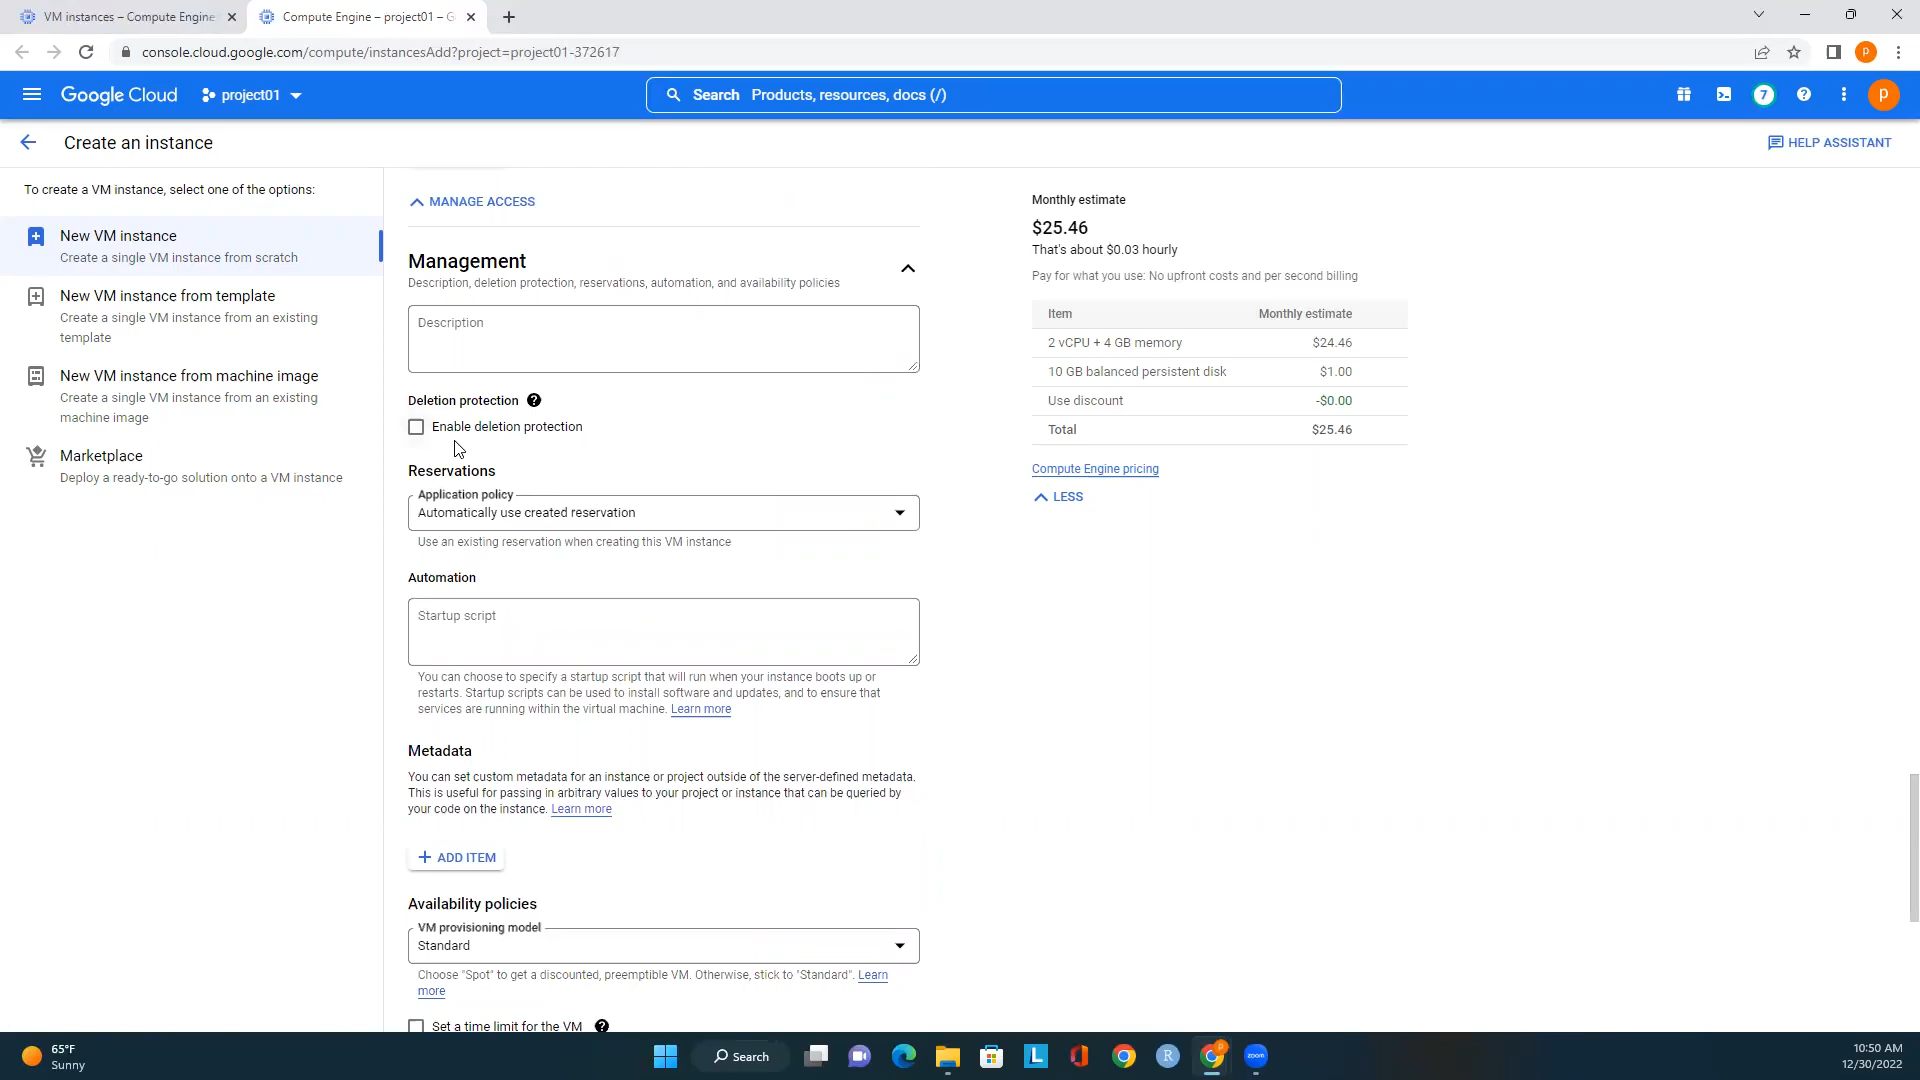 VM instances – Compute Engine
Compute Engine – project01 – G
console.cloud.google.com/compute/instancesAdd?project=project01-372617
P
Google Cloud
project01
Search Products, resources, docs (/)
7
?
P
Create an instance
HELP ASSISTANT
To create a VM instance, select one of the options:
New VM instance
Create a single VM instance from scratch
New VM instance from template
Create a single VM instance from an existing
template
New VM instance from machine image
Create a single VM instance from an existing
machine image
Marketplace
Deploy a ready-to-go solution onto a VM instance
MANAGE ACCESS
Management
Description, deletion protection, reservations, automation, and availability policies
Description
Deletion protection ?
Enable deletion protection
Reservations
Application policy
Automatically use created reservation
Use an existing reservation when creating this VM instance
Automation
Startup script
You can choose to specify a startup script that will run when your instance boots up or
restarts. Startup scripts can be used to install software and updates, and to ensure that
services are running within the virtual machine. Learn more
Metadata
You can set custom metadata for an instance or project outside of the server-defined metadata.
This is useful for passing in arbitrary values to your project or instance that can be queried by
your code on the instance. Learn more
+ ADD ITEM
Availability policies
VM provisioning model
Standard
Choose "Spot" to get a discounted, preemptible VM. Otherwise, stick to "Standard". Learn
more
Set a time limit for the VM ?
Monthly estimate
$25.46
That's about $0.03 hourly
Pay for what you use: No upfront costs and per second billing
Item Monthly estimate
2 vCPU + 4 GB memory $24.46
10 GB balanced persistent disk $1.00
Use discount -$0.00
Total $25.46
Compute Engine pricing
LESS
65°F
Sunny
Search
L
R
P
zoom
10:50 AM
12/30/2022